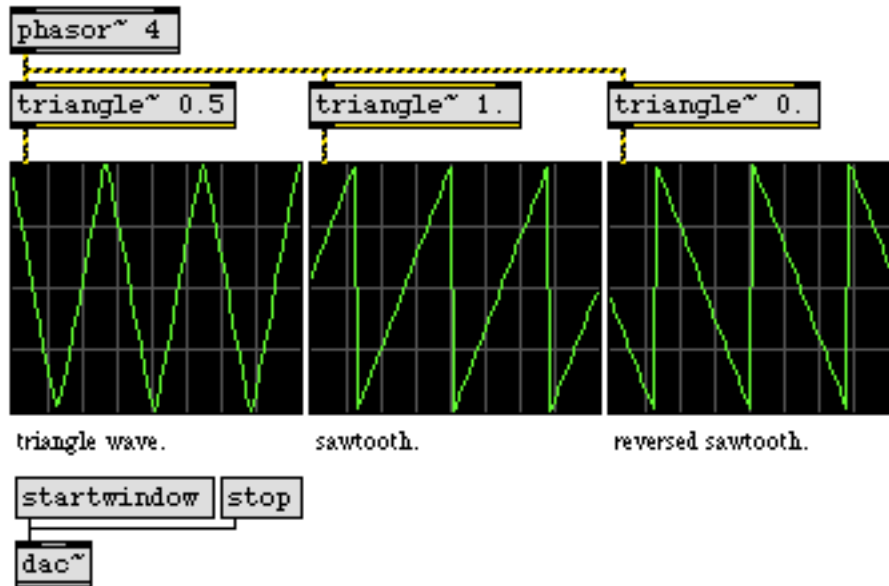 phasor~ 4
triangle~ 0.5 triangle~ 1. triangle~ 0.
triangle wave. sawtooth. reversed sawtooth.
startwindow stop
dac~